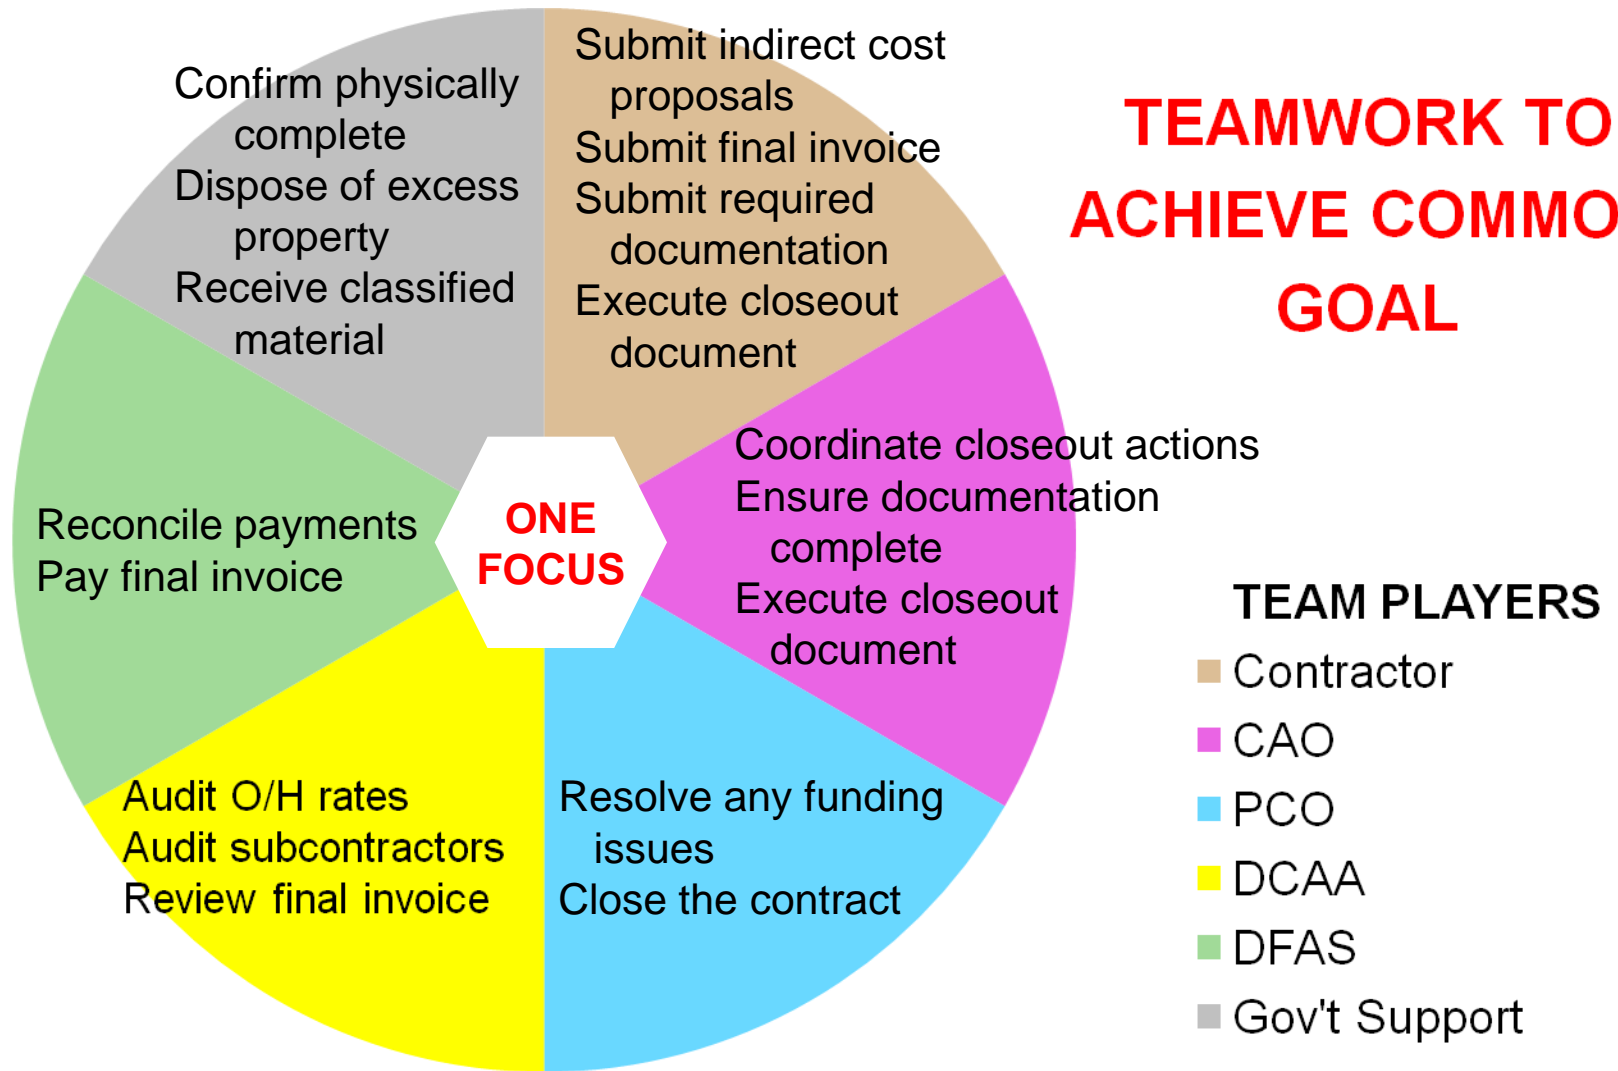 TEAMWORK TO
ACHIEVE COMMO
GOAL
Submit indirect cost
proposals
Submit final invoice
Submit required
documentation
Execute closeout
document
Coordinate closeout actions
Ensure documentation
complete
Execute closeout
document
Resolve any funding
issues
Close the contract
Audit O/H rates
Audit subcontractors
Review final invoice
Reconcile payments
Pay final invoice
Confirm physically
complete
Dispose of excess
property
Receive classified
material
ONE
FOCUS
TEAM PLAYERS
Contractor
CAO
PCO
DCAA
DFAS
Gov't Support